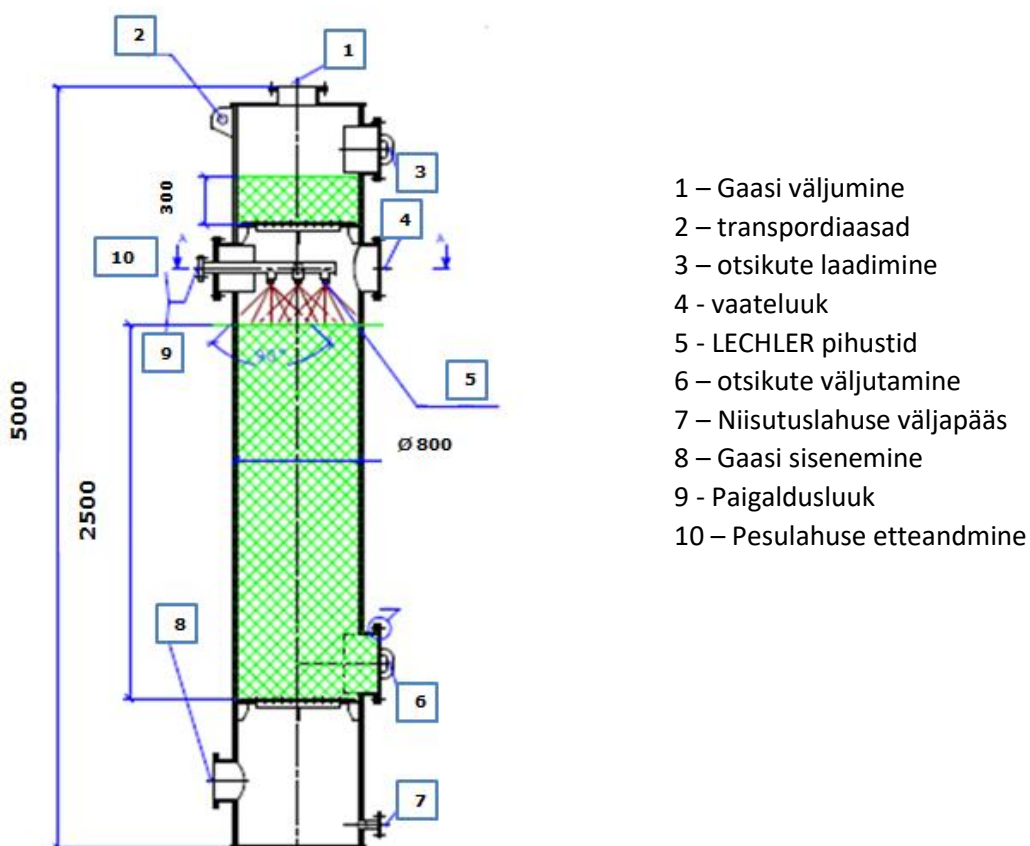 2
1
3
300
4
A
A
10
9
90°
5
5000
Ø 800
2500
8
6
7
1 – Gaasi väljumine
2 – transpordiaasad
3 – otsikute laadimine
4 - vaateluuk
5 - LECHLER pihustid
6 – otsikute väljutamine
7 – Niisutuslahuse väljapääs
8 – Gaasi sisenemine
9 - Paigaldusluuk
10 – Pesulahuse etteandmine